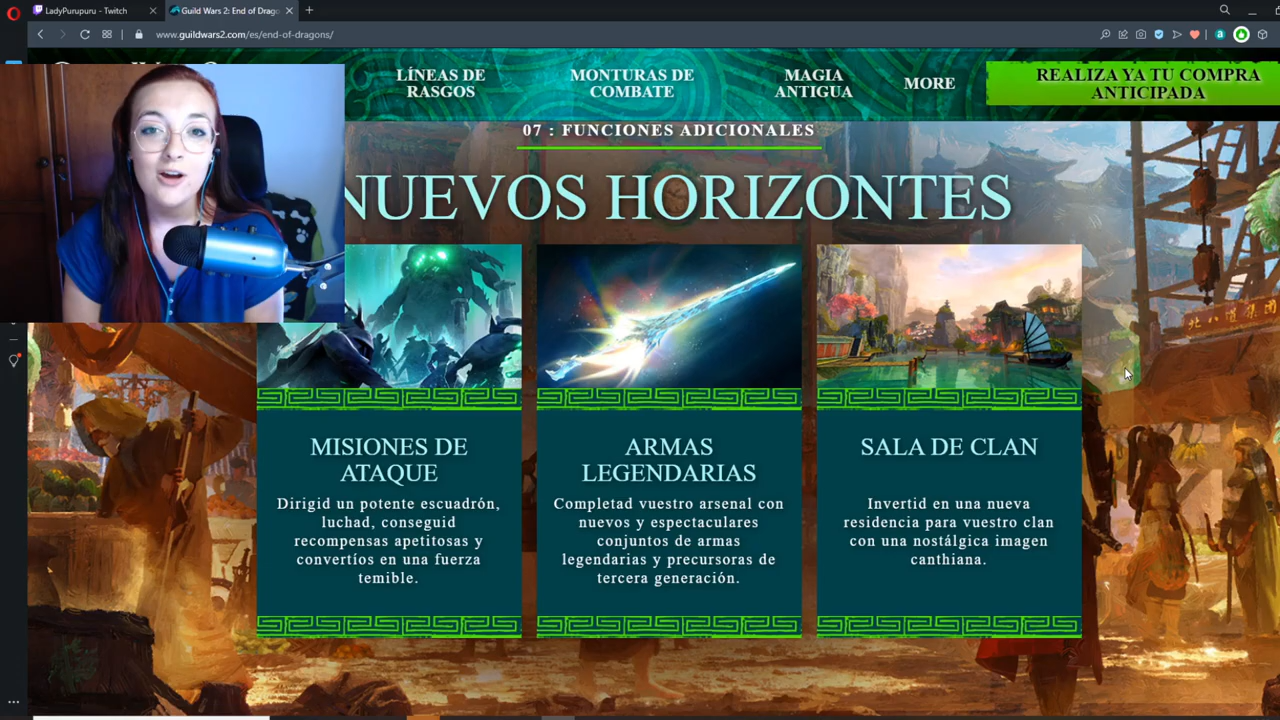 LadyPurupuru - Twitch
Guild Wars 2: End of Drago
www.guildwars2.com/es/end-of-dragons/
LÍNEAS DE
RASGOS
MONTURAS DE
COMBATE
MAGIA
ANTIGUA
MORE
REALIZA YA TU COMPRA
ANTICIPADA
07 : FUNCIONES ADICIONALES
NUEVOS HORIZONTES
MISIONES DE
ATAQUE
Dirigid un potente escuadrón,
luchad, conseguid
recompensas apetitosas y
convertíos en una fuerza
temible.
ARMAS
LEGENDARIAS
Completad vuestro arsenal con
nuevos y espectaculares
conjuntos de armas
legendarias y precursoras de
tercera generación.
SALA DE CLAN
Invertid en una nueva
residencia para vuestro clan
con una nostálgica imagen
canthiana.